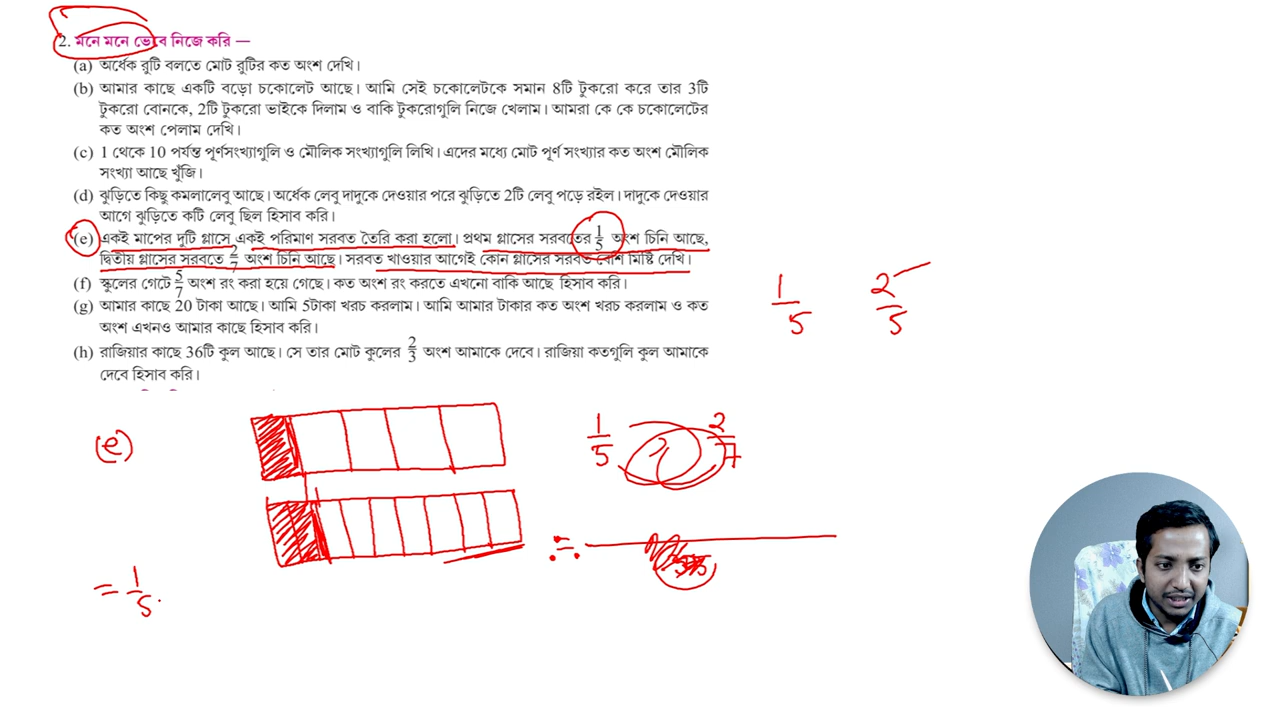 2. মনে মনে ভেবে নিজে করি —
(a) অর্ধেক রুটি বলতে মোট রুটির কত অংশ দেখি।
(b) আমার কাছে একটি বড়ো চকোলেট আছে। আমি সেই চকোলেটকে সমান 8টি টুকরো করে তার 3টি
টুকরো বোনকে, 2টি টুকরো ভাইকে দিলাম ও বাকি টুকরোগুলি নিজে খেলাম। আমরা কে কে চকোলেটের
কত অংশ পেলাম দেখি।
(c) 1 থেকে 10 পর্যন্ত পূর্ণসংখ্যাগুলি ও মৌলিক সংখ্যাগুলি লিখি। এদের মধ্যে মোট পূর্ণ সংখ্যার কত অংশ মৌলিক
সংখ্যা আছে খুঁজি।
(d) ঝুড়িতে কিছু কমলালেবু আছে। অর্ধেক লেবু দাদুকে দেওয়ার পরে ঝুড়িতে 2টি লেবু পড়ে রইল। দাদুকে দেওয়ার
আগে ঝুড়িতে কটি লেবু ছিল হিসাব করি।
(e) একই মাপের দুটি গ্লাসে একই পরিমাণ সরবত তৈরি করা হলো। প্রথম গ্লাসের সরবতের 1/5 অংশ চিনি আছে,
দ্বিতীয় গ্লাসের সরবতে 2/7 অংশ চিনি আছে। সরবত খাওয়ার আগেই কোন গ্লাসের সরবত বেশি মিষ্টি দেখি।
(f) স্কুলের গেটে 5/7 অংশ রং করা হয়ে গেছে। কত অংশ রং করতে এখনো বাকি আছে হিসাব করি।
(g) আমার কাছে 20 টাকা আছে। আমি 5টাকা খরচ করলাম। আমি আমার টাকার কত অংশ খরচ করলাম ও কত
অংশ এখনও আমার কাছে আছে হিসাব করি।
(h) রাজিয়ার কাছে 36টি কুল আছে। সে তার মোট কুলের 2/3 অংশ আমাকে দেবে। রাজিয়া কতগুলি কুল আমাকে
দেবে হিসাব করি।
1/5 2/5
(e)
1/5 2/7
= 1/5